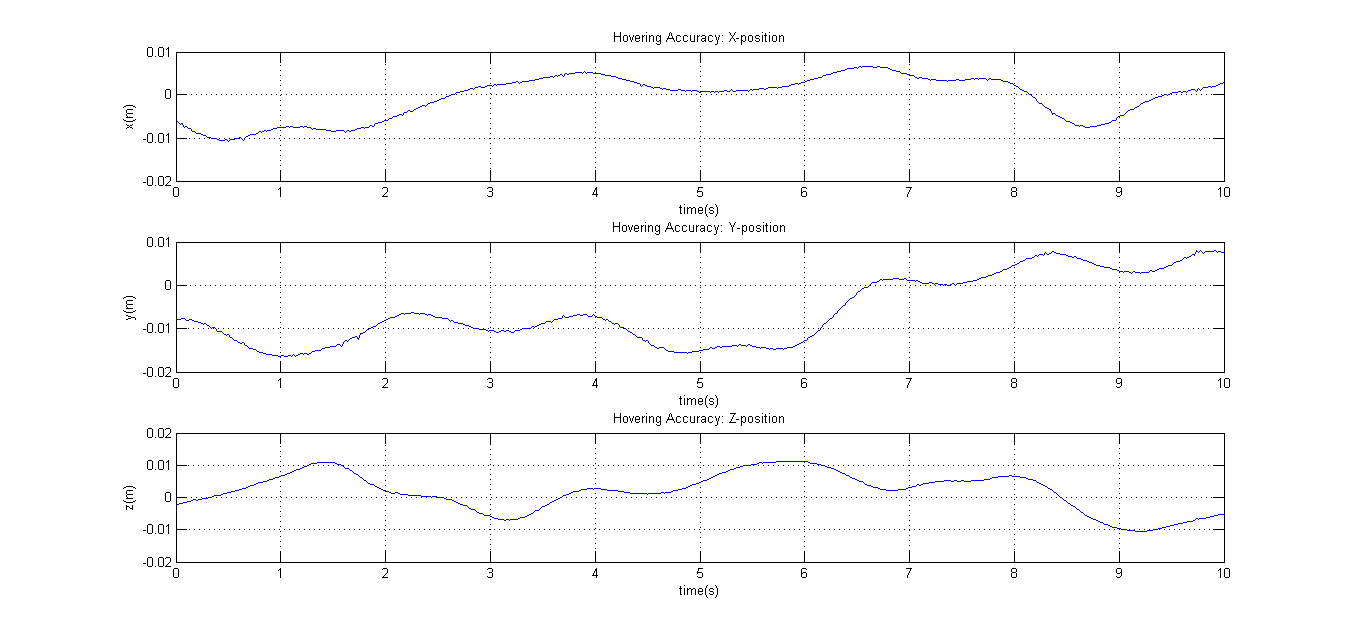 Hovering Accuracy: X-position
0.01
0
-0.01
-0.02
x(m)
0 1 2 3 4 5 6 7 8 9 10
time(s)
Hovering Accuracy: Y-position
0.01
0
-0.01
-0.02
y(m)
0 1 2 3 4 5 6 7 8 9 10
time(s)
Hovering Accuracy: Z-position
0.02
0.01
0
-0.01
-0.02
z(m)
0 1 2 3 4 5 6 7 8 9 10
time(s)